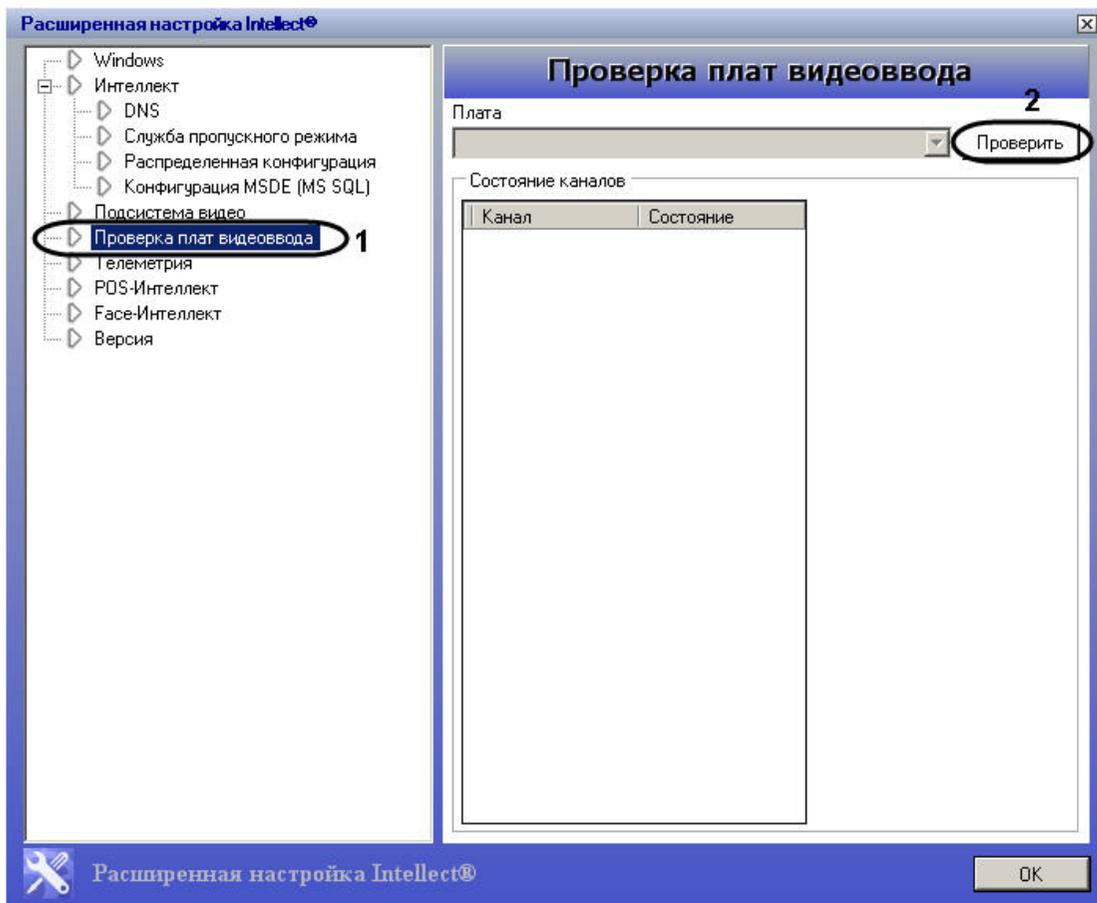 Расширенная настройка Intellect®
Windows
Интеллект
DNS
Служба пропускного режима
Распределенная конфигурация
Конфигурация MSDE (MS SQL)
Подсистема видео
Проверка плат видеоввода 1
Телеметрия
POS-Интеллект
Face-Интеллект
Версия
Проверка плат видеоввода
2
Плата
Проверить
Состояние каналов
Канал Состояние
Расширенная настройка Intellect®
OK